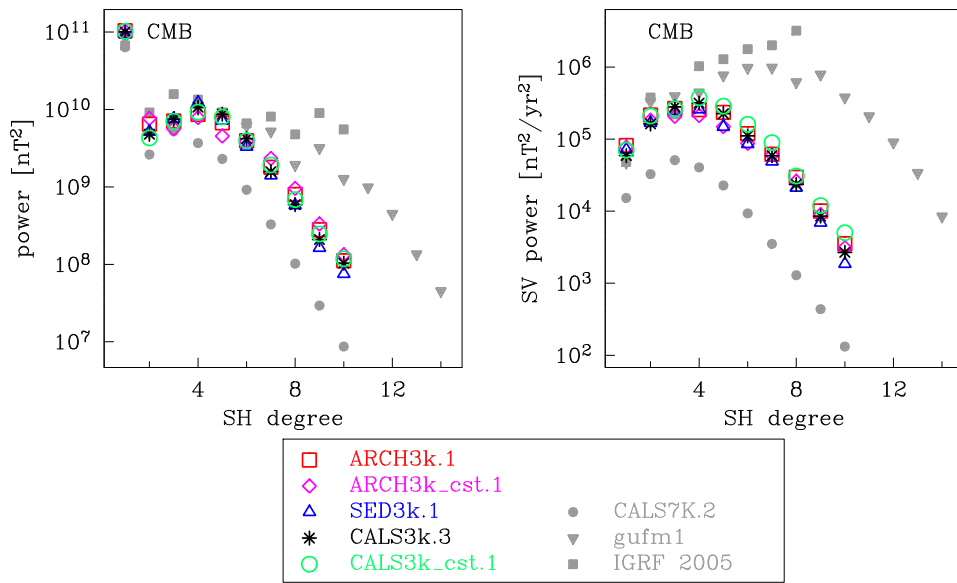 CMB
CMB
power [nT²]
10¹¹
10¹⁰
10⁹
10⁸
10⁷
4 8 12
SH degree
SV power [nT²/yr²]
10⁶
10⁵
10⁴
10³
10²
4 8 12
SH degree
ARCH3k.1
ARCH3k_cst.1
SED3k.1
CALS3k.3
CALS3k_cst.1
CALS7K.2
gufm1
IGRF 2005